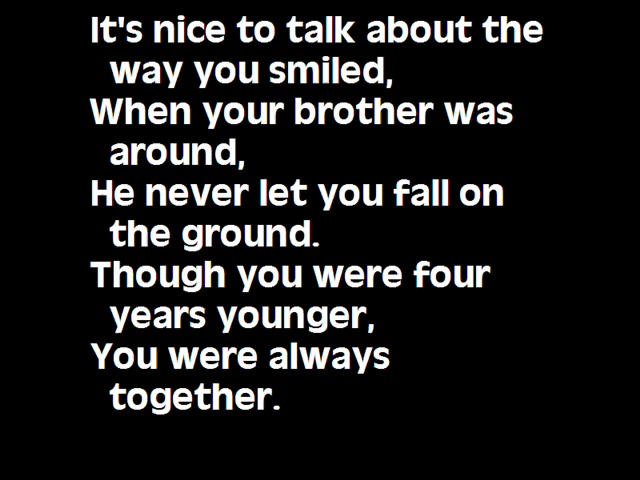 It's nice to talk about the
way you smiled,
When your brother was
around,
He never let you fall on
the ground.
Though you were four
years younger,
You were always
together.